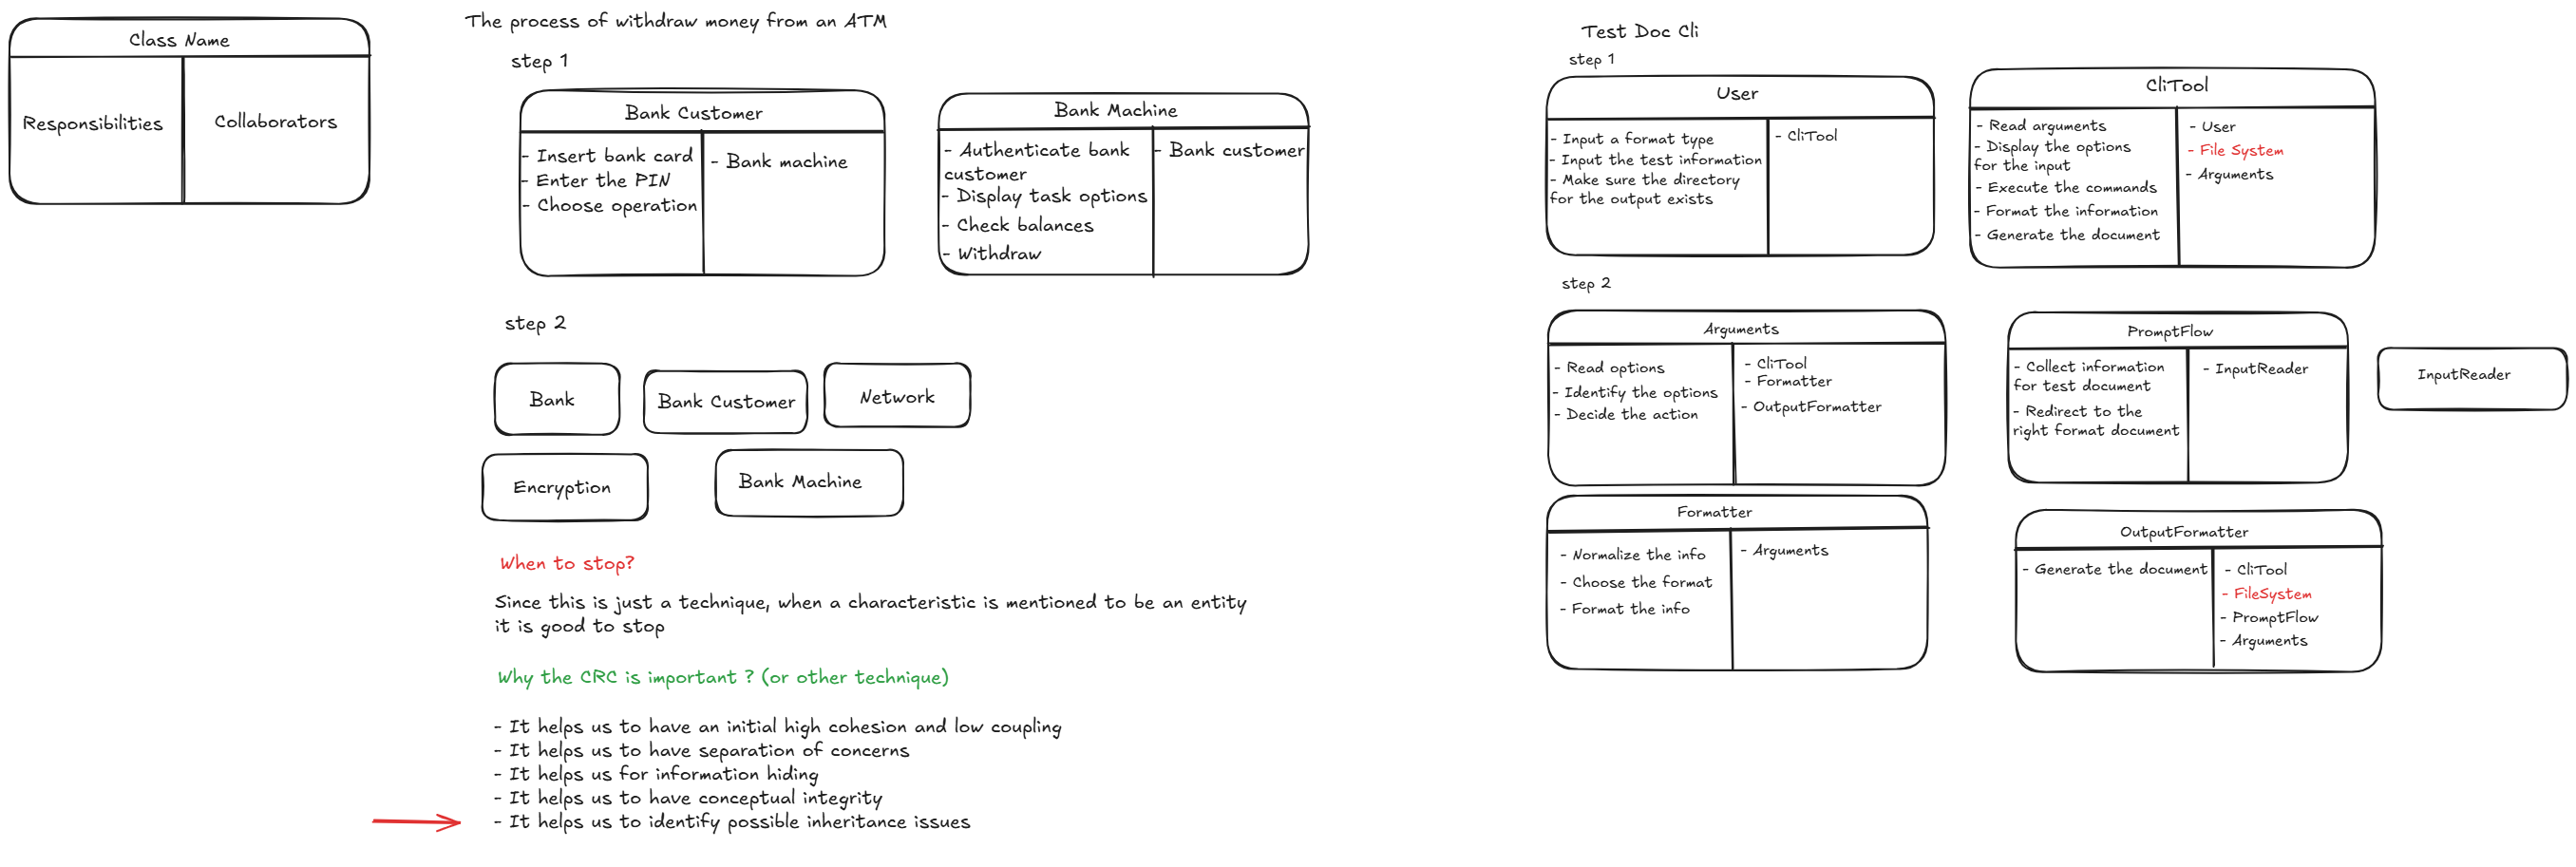 Class Name
Responsibilities
Collaborators
The process of withdraw money from an ATM
step 1
Bank Customer
- Insert bank card
- Enter the PIN
- Choose operation
- Bank machine
Bank Machine
- Authenticate bank
customer
- Display task options
- Check balances
- Withdraw
- Bank customer
step 2
Bank
Bank Customer
Network
Encryption
Bank Machine
When to stop?
Since this is just a technique, when a characteristic is mentioned to be an entity
it is good to stop
Why the CRC is important ? (or other technique)
- It helps us to have an initial high cohesion and low coupling
- It helps us to have separation of concerns
- It helps us for information hiding
- It helps us to have conceptual integrity
- It helps us to identify possible inheritance issues
Test Doc Cli
step 1
User
- Input a format type
- Input the test information
- Make sure the directory
for the output exists
- CliTool
CliTool
- Read arguments
- Display the options
for the input
- Execute the commands
- Format the information
- Generate the document
- User
- File System
- Arguments
step 2
Arguments
- Read options
- Identify the options
- Decide the action
- CliTool
- Formatter
- OutputFormatter
PromptFlow
- Collect information
for test document
- Redirect to the
right format document
- InputReader
InputReader
Formatter
- Normalize the info
- Choose the format
- Format the info
- Arguments
OutputFormatter
- Generate the document
- CliTool
- FileSystem
- PromptFlow
- Arguments